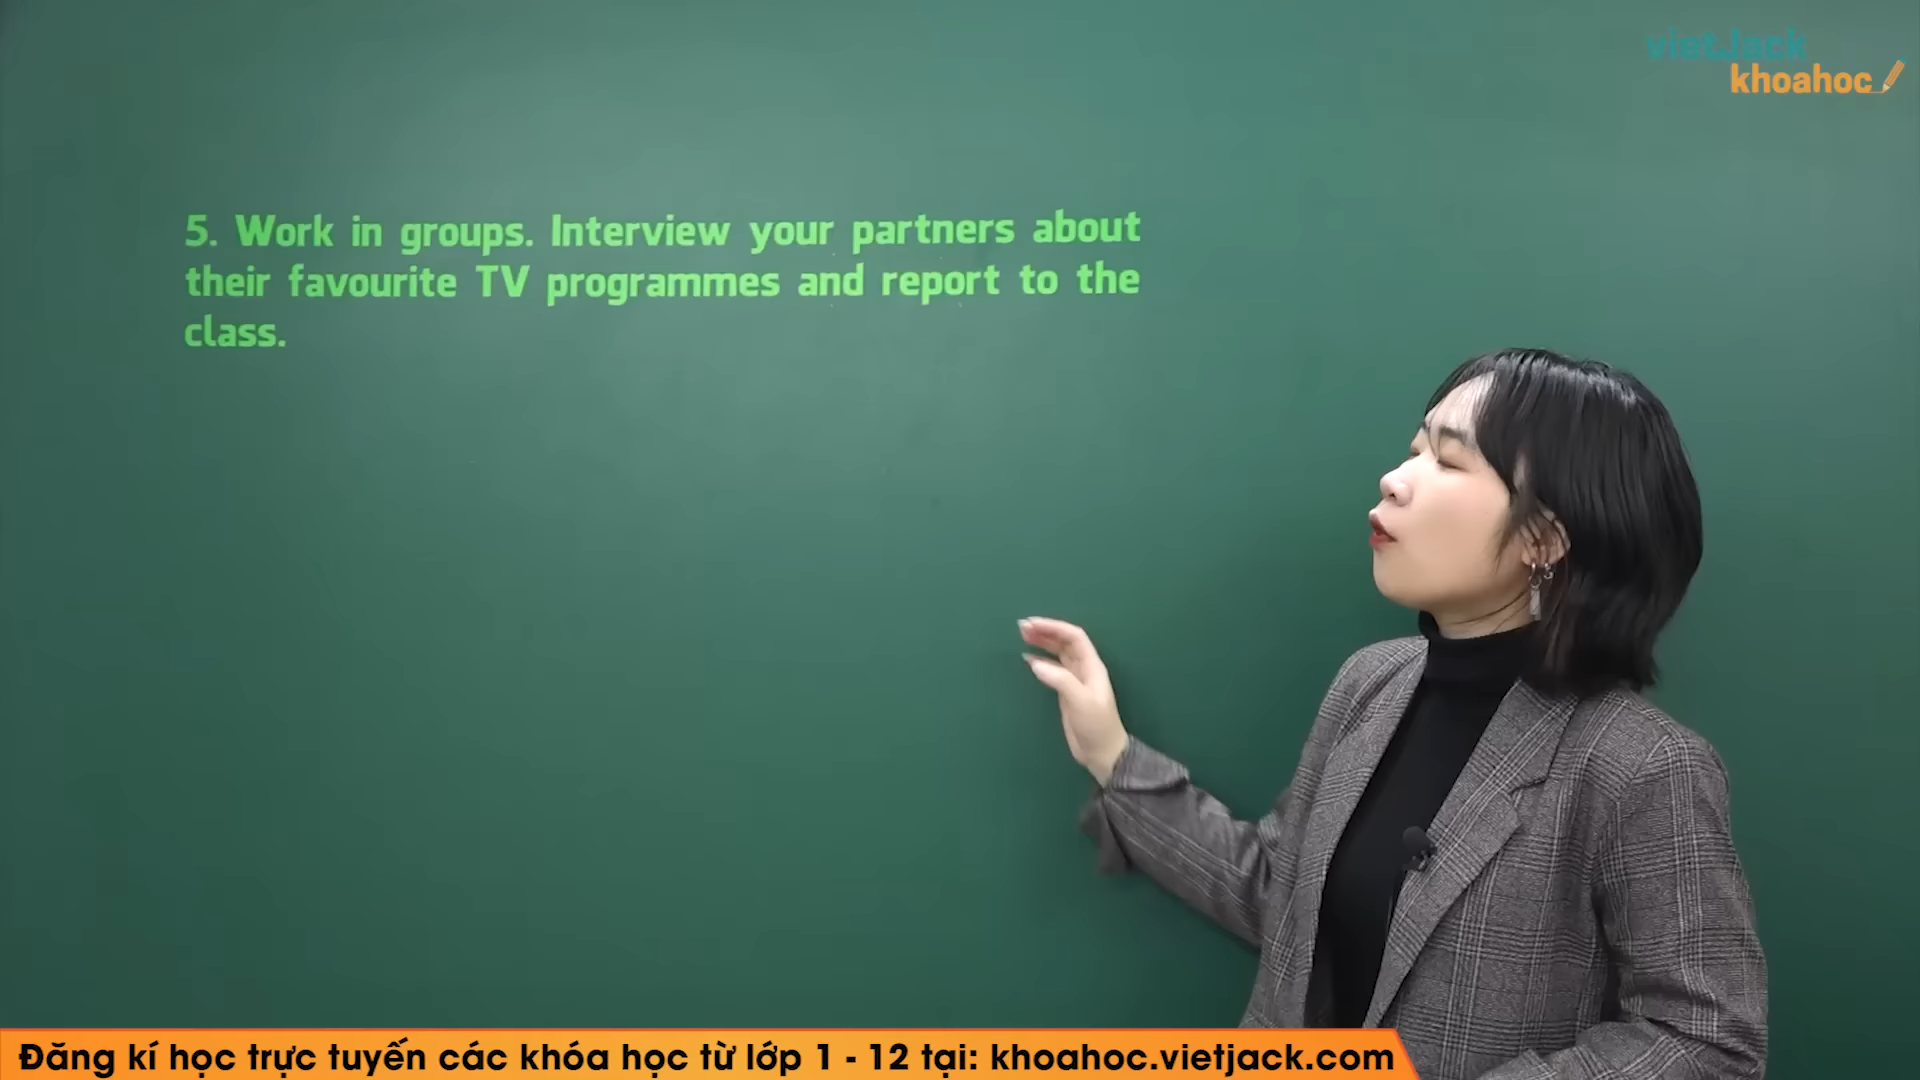 vietJack
khoahoc
5. Work in groups. Interview your partners about
their favourite TV programmes and report to the
class.
Đăng kí học trực tuyến các khóa học từ lớp 1 - 12 tại: khoahoc.vietjack.com